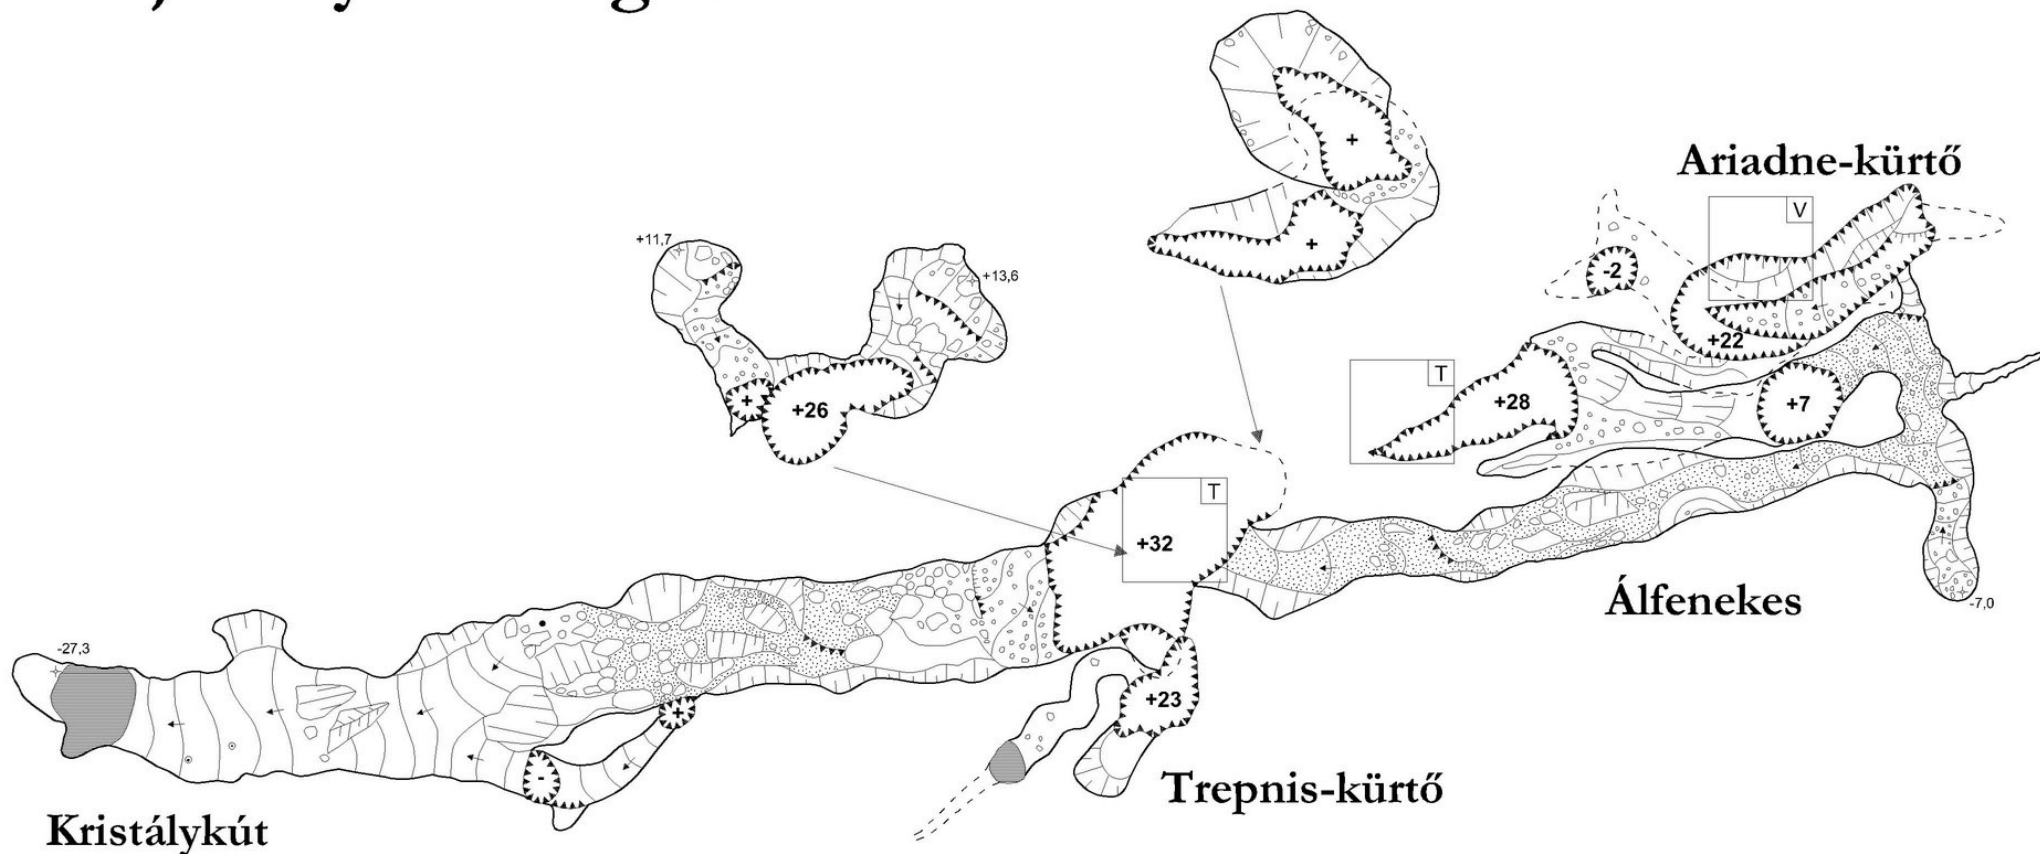 Ariadne-kürtő
V
+11,7
+13,6
-2
+
+
+22
T
+
+26
+28
+7
T
+32
Álfenekes
-7,0
-27,3
+23
+
-
Trepnis-kürtő
Kristálykút